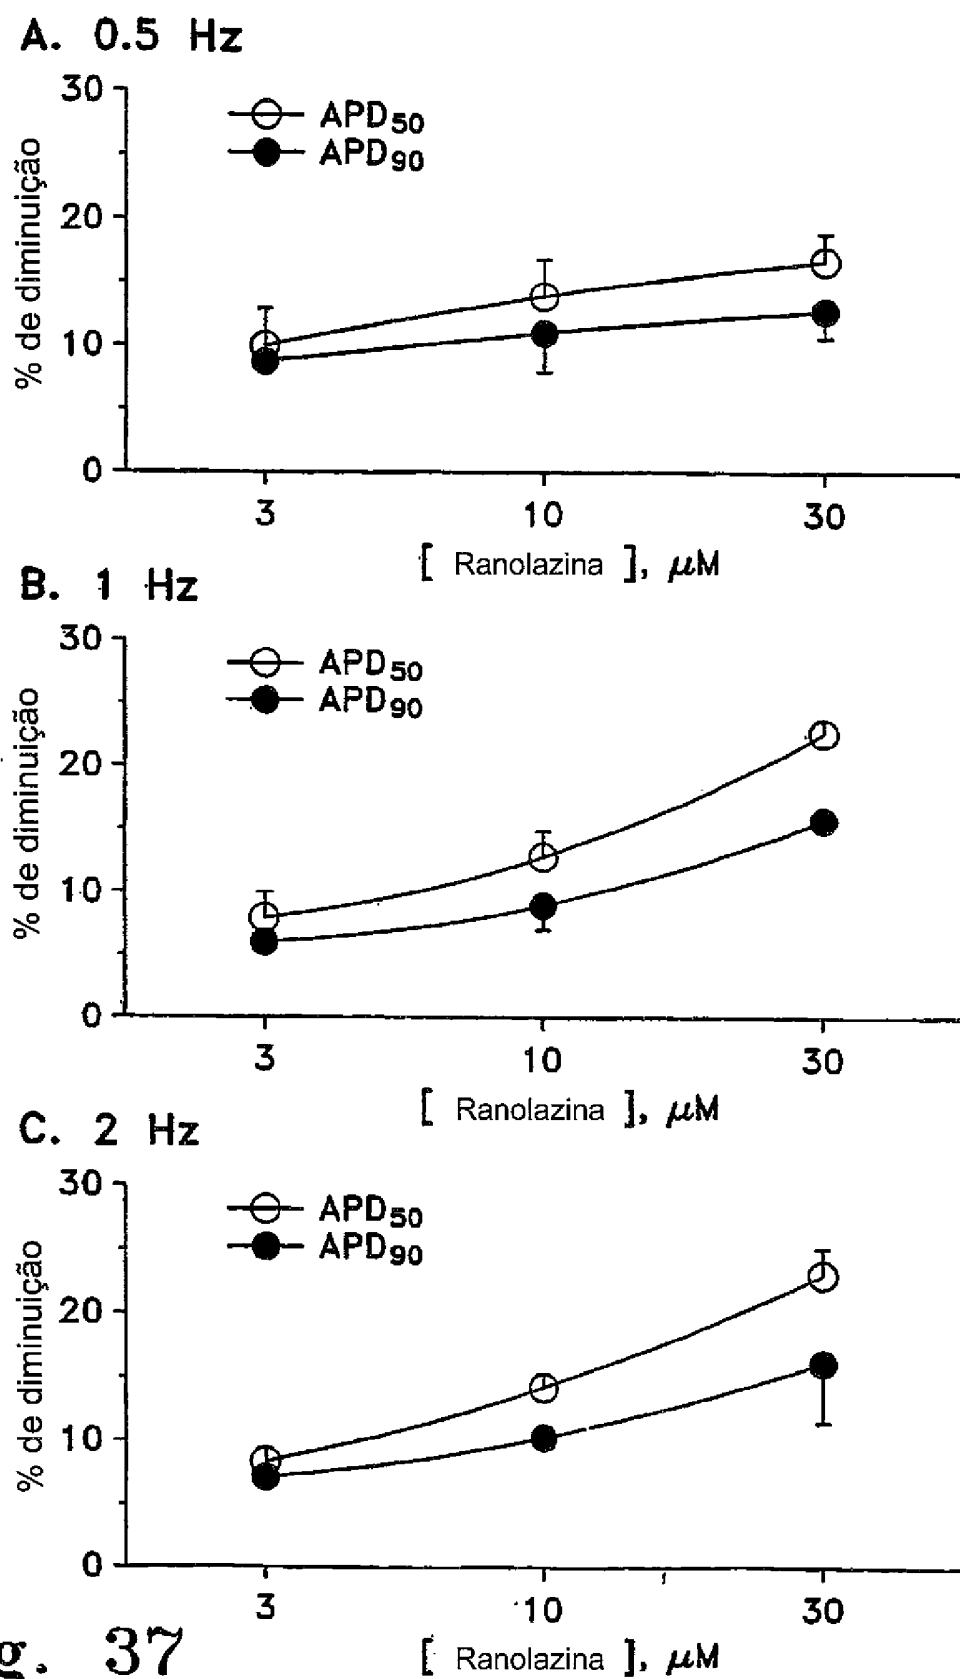 A. 0.5 Hz
30
APD50
APD90
20
% de diminuição
10
0
3 10 30
[ Ranolazina ], μM
B. 1 Hz
30
APD50
APD90
20
% de diminuição
10
0
3 10 30
[ Ranolazina ], μM
C. 2 Hz
30
APD50
APD90
20
% de diminuição
10
0
3 10 30
g. 37
[ Ranolazina ], μM